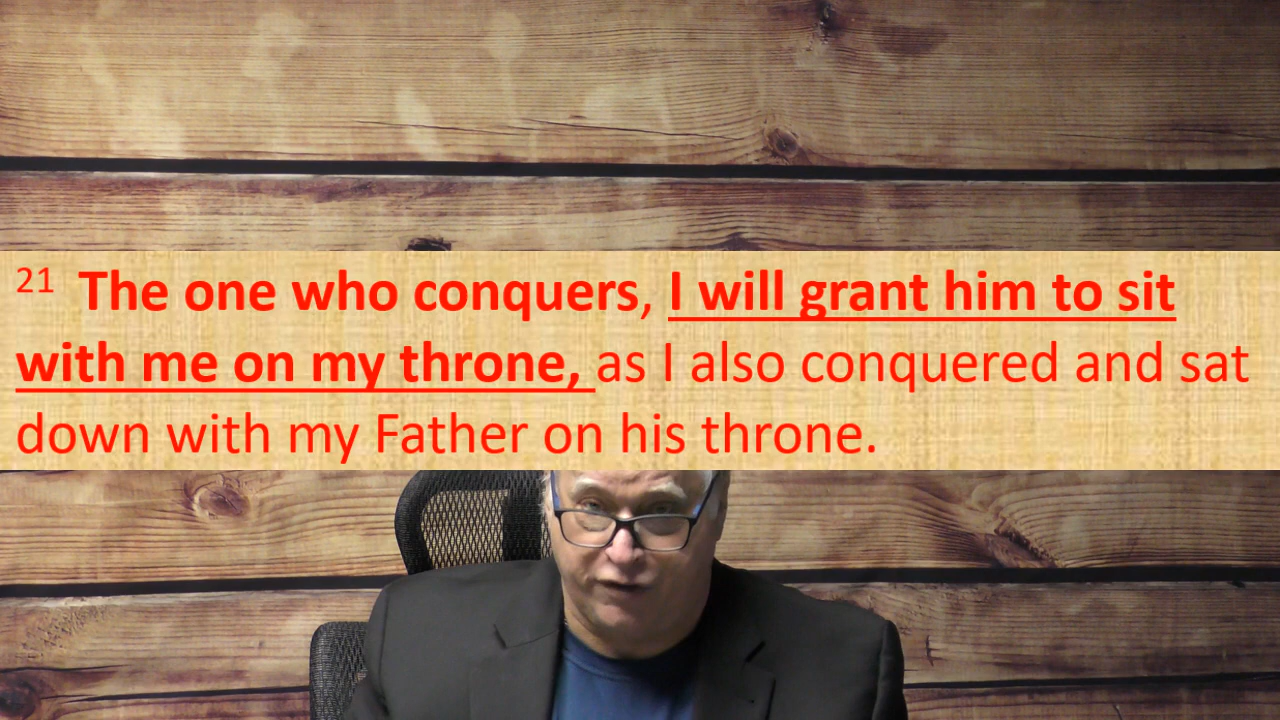 21 The one who conquers, I will grant him to sit
with me on my throne, as I also conquered and sat
down with my Father on his throne.